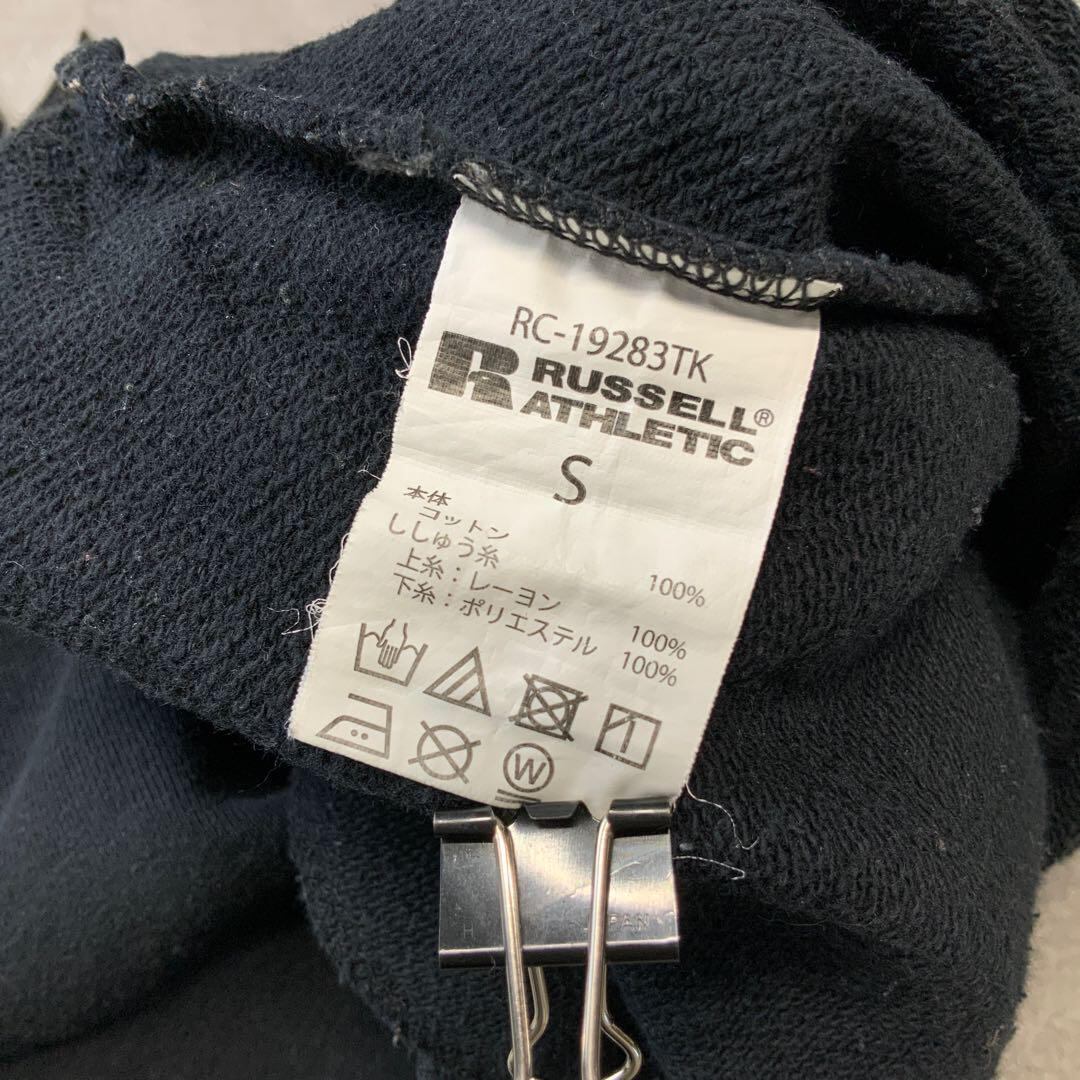 RC-19283TK
R RUSSELL®
ATHLETIC
S
本体
コットン 100%
ししゅう糸
上糸:レーヨン 100%
下糸:ポリエステル 100%
W